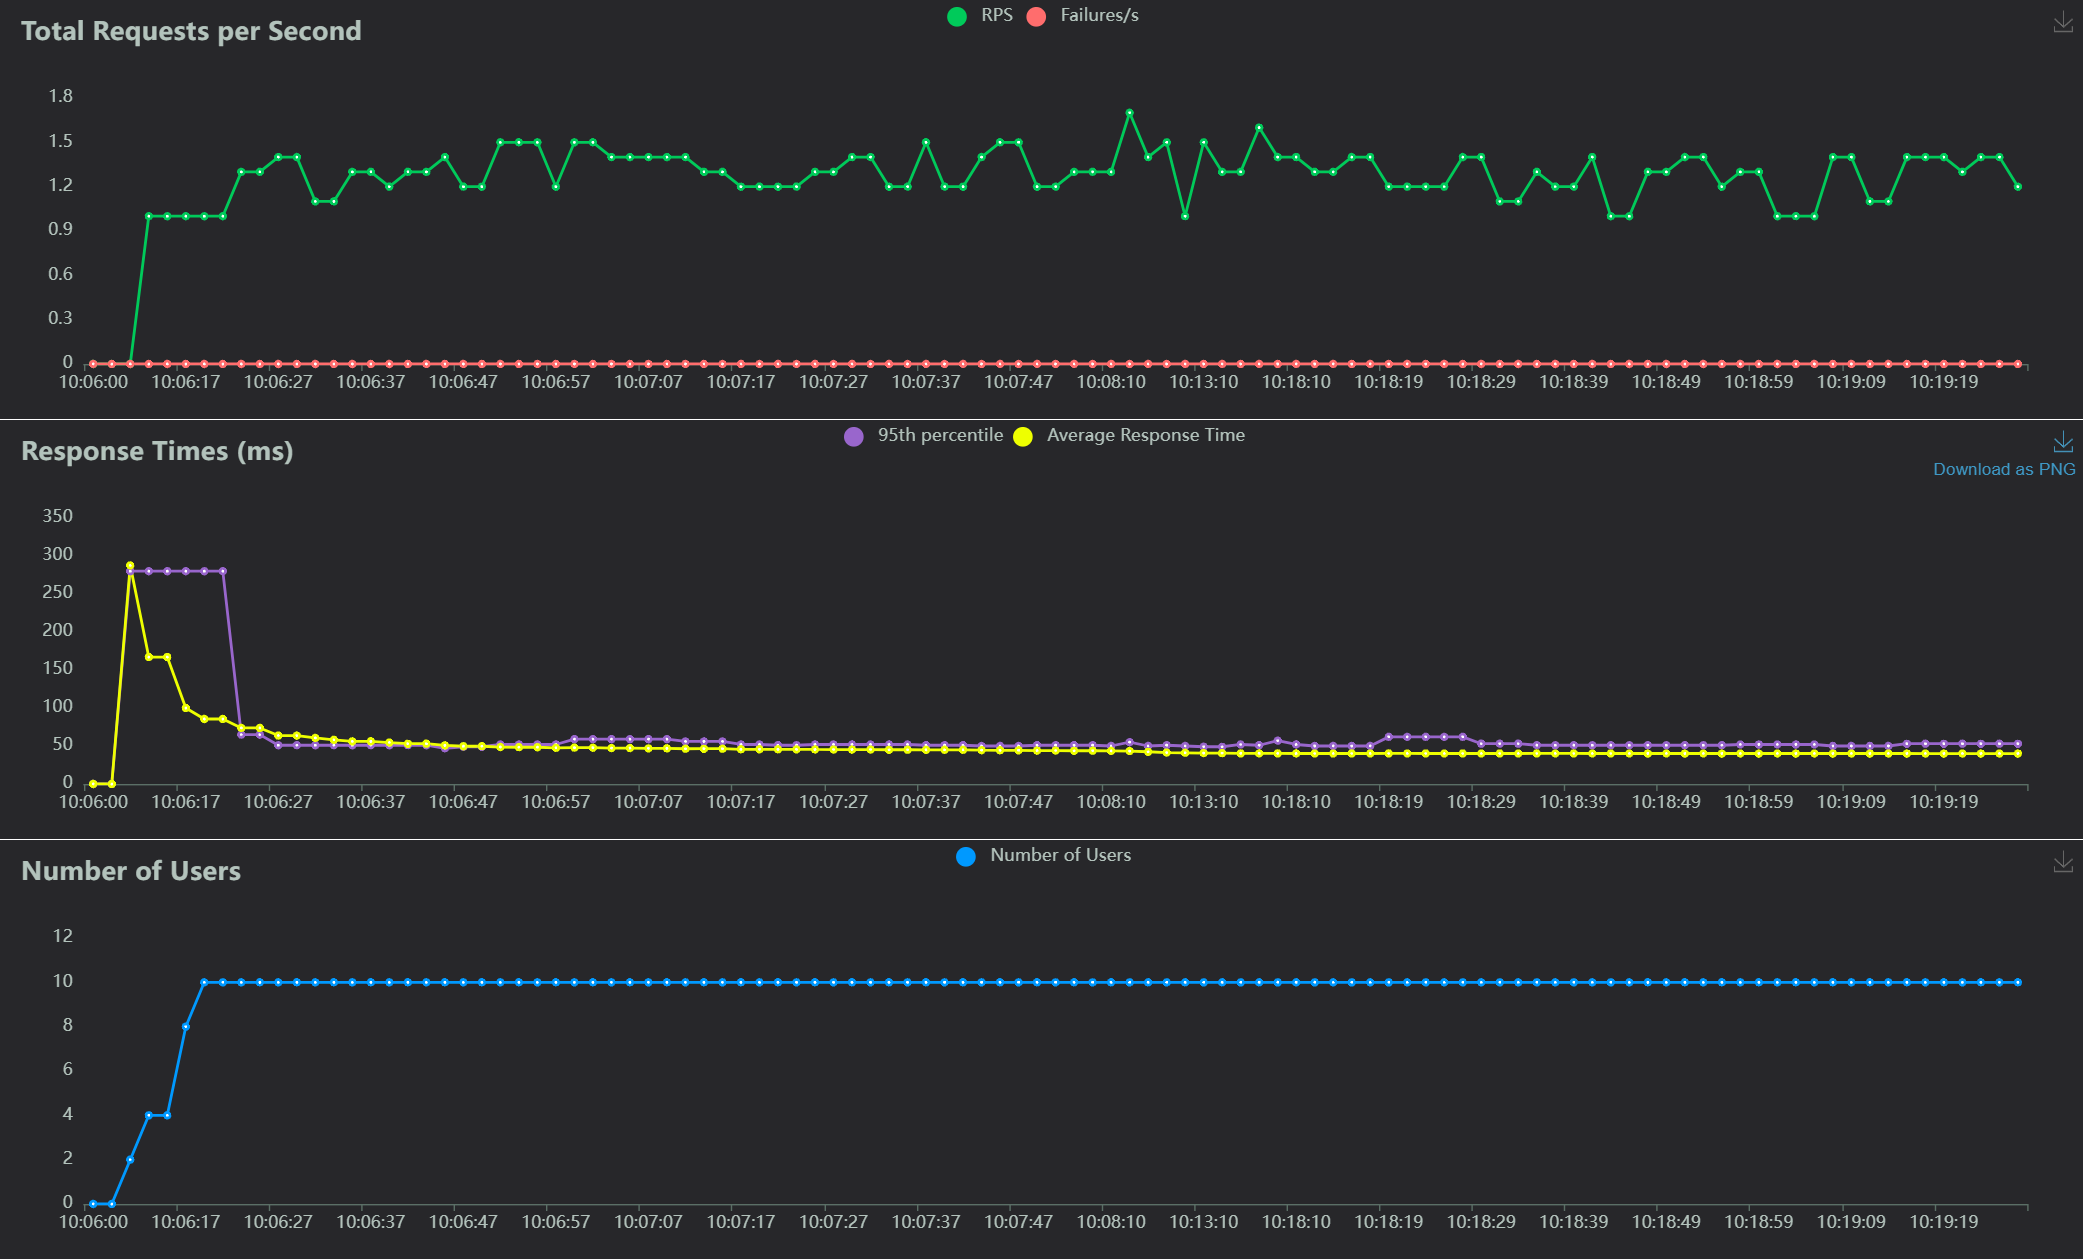 Total Requests per Second
RPS Failures/s
1.8
1.5
1.2
0.9
0.6
0.3
0
10:06:00 10:06:17 10:06:27 10:06:37 10:06:47 10:06:57 10:07:07 10:07:17 10:07:27 10:07:37 10:07:47 10:08:10 10:13:10 10:18:10 10:18:19 10:18:29 10:18:39 10:18:49 10:18:59 10:19:09 10:19:19
Response Times (ms)
95th percentile Average Response Time
Download as PNG
350
300
250
200
150
100
50
0
10:06:00 10:06:17 10:06:27 10:06:37 10:06:47 10:06:57 10:07:07 10:07:17 10:07:27 10:07:37 10:07:47 10:08:10 10:13:10 10:18:10 10:18:19 10:18:29 10:18:39 10:18:49 10:18:59 10:19:09 10:19:19
Number of Users
Number of Users
12
10
8
6
4
2
0
10:06:00 10:06:17 10:06:27 10:06:37 10:06:47 10:06:57 10:07:07 10:07:17 10:07:27 10:07:37 10:07:47 10:08:10 10:13:10 10:18:10 10:18:19 10:18:29 10:18:39 10:18:49 10:18:59 10:19:09 10:19:19